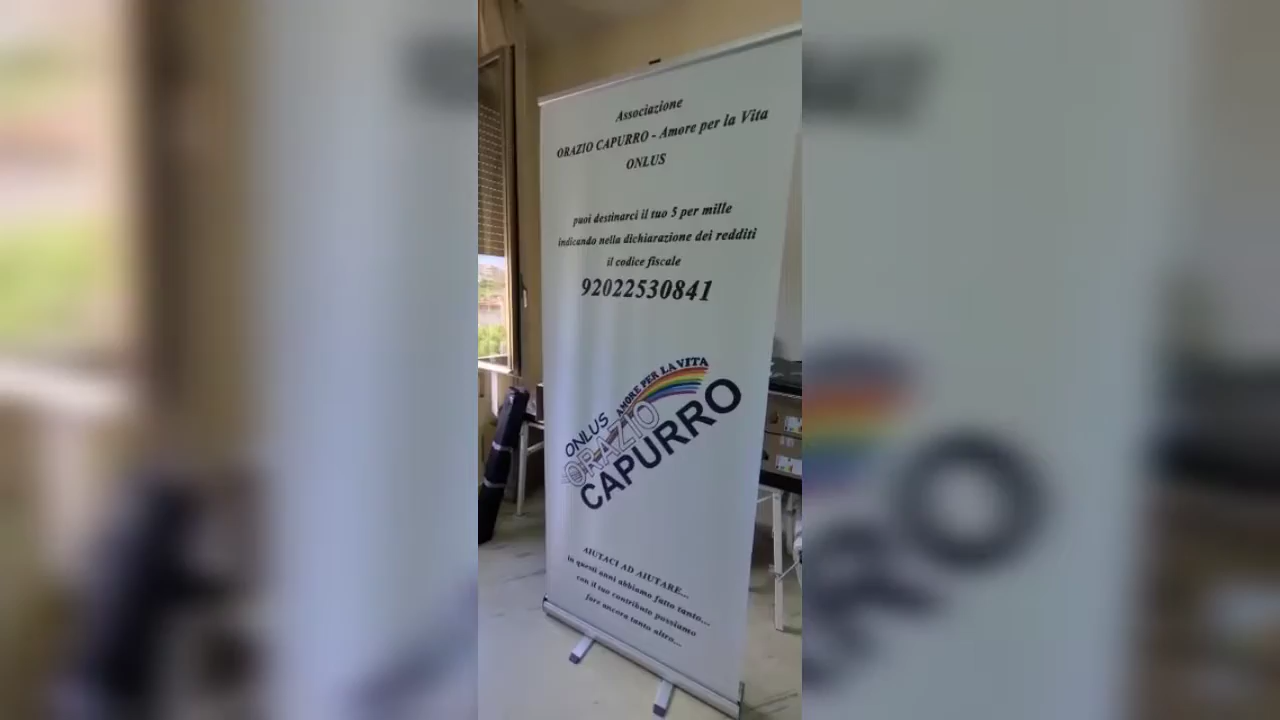 Associazione
ORAZIO CAPURRO - Amore per la Vita
ONLUS
puoi destinarci il tuo 5 per mille
indicando nella dichiarazione dei redditi
il codice fiscale
92022530841
AMORE PER LA VITA
ONLUS
ORAZIO
CAPURRO
AIUTACI AD AIUTARE...
in questi anni abbiamo fatto tanto...
con il tuo contributo possiamo
fare ancora tanto altro...